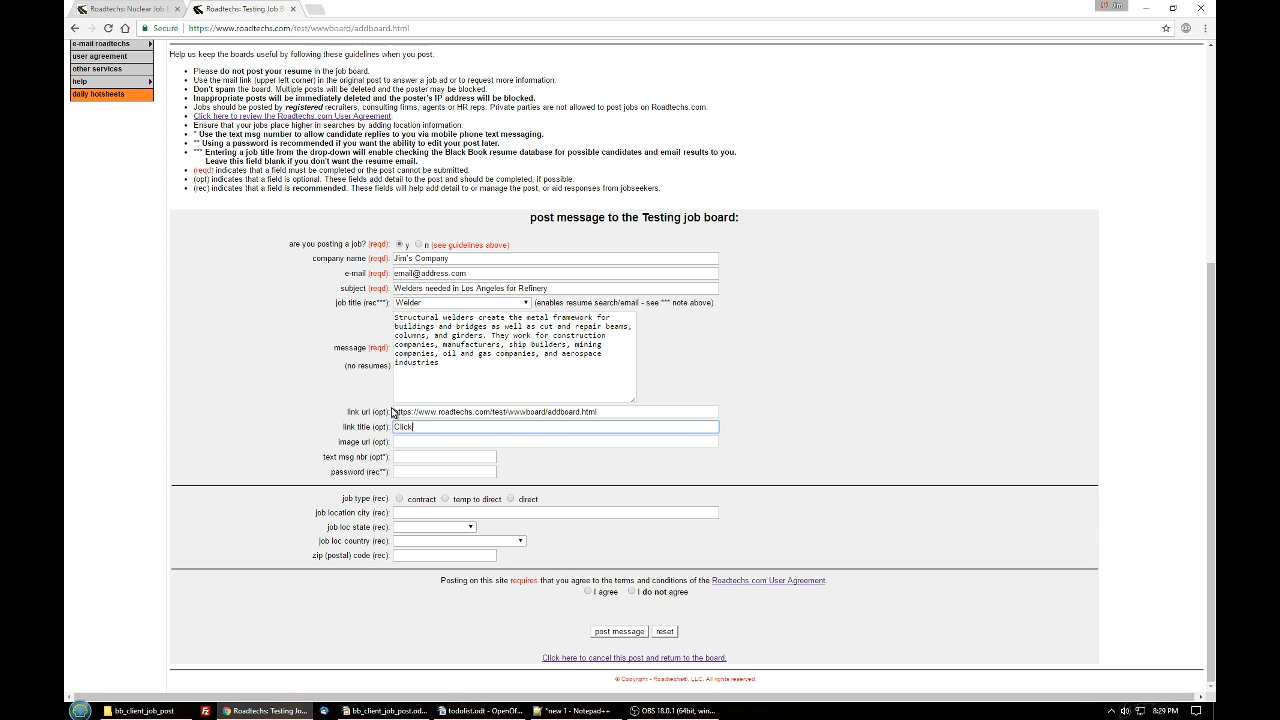 Roadtechs: Nuclear Job B
Roadtechs: Testing Job B
Jim
Secure
https://www.roadtechs.com/test/wwwboard/addboard.html
e-mail roadtechs
user agreement
other services
help
daily hotsheets
Help us keep the boards useful by following these guidelines when you post.
Please do not post your resume in the job board.
Use the mail link (upper left corner) in the original post to answer a job ad or to request more information.
Don't spam the board. Multiple posts will be deleted and the poster may be blocked.
Inappropriate posts will be immediately deleted and the poster's IP address will be blocked.
Jobs should be posted by registered recruiters, consulting firms, agents or HR reps. Private parties are not allowed to post jobs on Roadtechs.com.
Click here to review the Roadtechs.com User Agreement.
Ensure that your jobs place higher in searches by adding location information.
* Use the text msg number to allow candidate replies to you via mobile phone text messaging.
** Using a password is recommended if you want the ability to edit your post later.
*** Entering a job title from the drop-down will enable checking the Black Book resume database for possible candidates and email results to you.
Leave this field blank if you don't want the resume email.
(reqd) indicates that a field must be completed or the post cannot be submitted.
(opt) indicates that a field is optional. These fields add detail to the post and should be completed, if possible.
(rec) indicates that a field is recommended. These fields will help add detail to or manage the post, or aid responses from jobseekers.
post message to the Testing job board:
are you posting a job? (reqd): y n (see guidelines above)
company name (reqd): Jim's Company
e-mail (reqd): email@address.com
subject (reqd): Welders needed in Los Angeles for Refinery
job title (rec***): Welder (enables resume search/email - see *** note above)
Structural welders create the metal framework for
buildings and bridges as well as cut and repair beams,
columns, and girders. They work for construction
message (reqd): companies, manufacturers, ship builders, mining
companies, oil and gas companies, and aerospace
industries
(no resumes)
link url (opt): https://www.roadtechs.com/test/wwwboard/addboard.html
link title (opt): Click
image url (opt):
text msg nbr (opt*):
password (rec**):
job type (rec): contract temp to direct direct
job location city (rec):
job loc state (rec):
job loc country (rec):
zip (postal) code (rec):
Posting on this site requires that you agree to the terms and conditions of the Roadtechs.com User Agreement.
I agree I do not agree
post message reset
Click here to cancel this post and return to the board.
© Copyright - Roadtechs®, LLC. All rights reserved.
bb_client_job_post
Roadtechs: Testing Jo...
bb_client_job_post.od...
todolist.odt - OpenOf...
*new 1 - Notepad++
OBS 18.0.1 (64bit, win...
8:29 PM